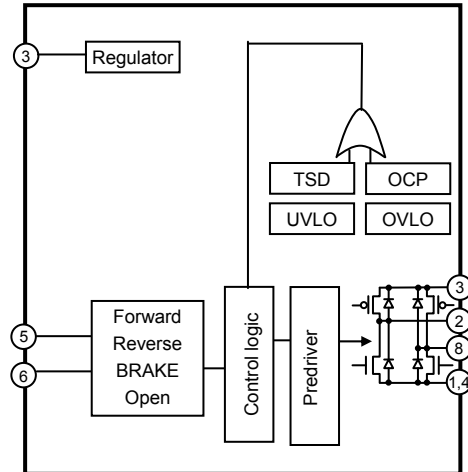 3
Regulator
TSD
OCP
UVLO
OVLO
3
2
8
1,4
5
6
Forward
Reverse
BRAKE
Open
Control logic
Predriver